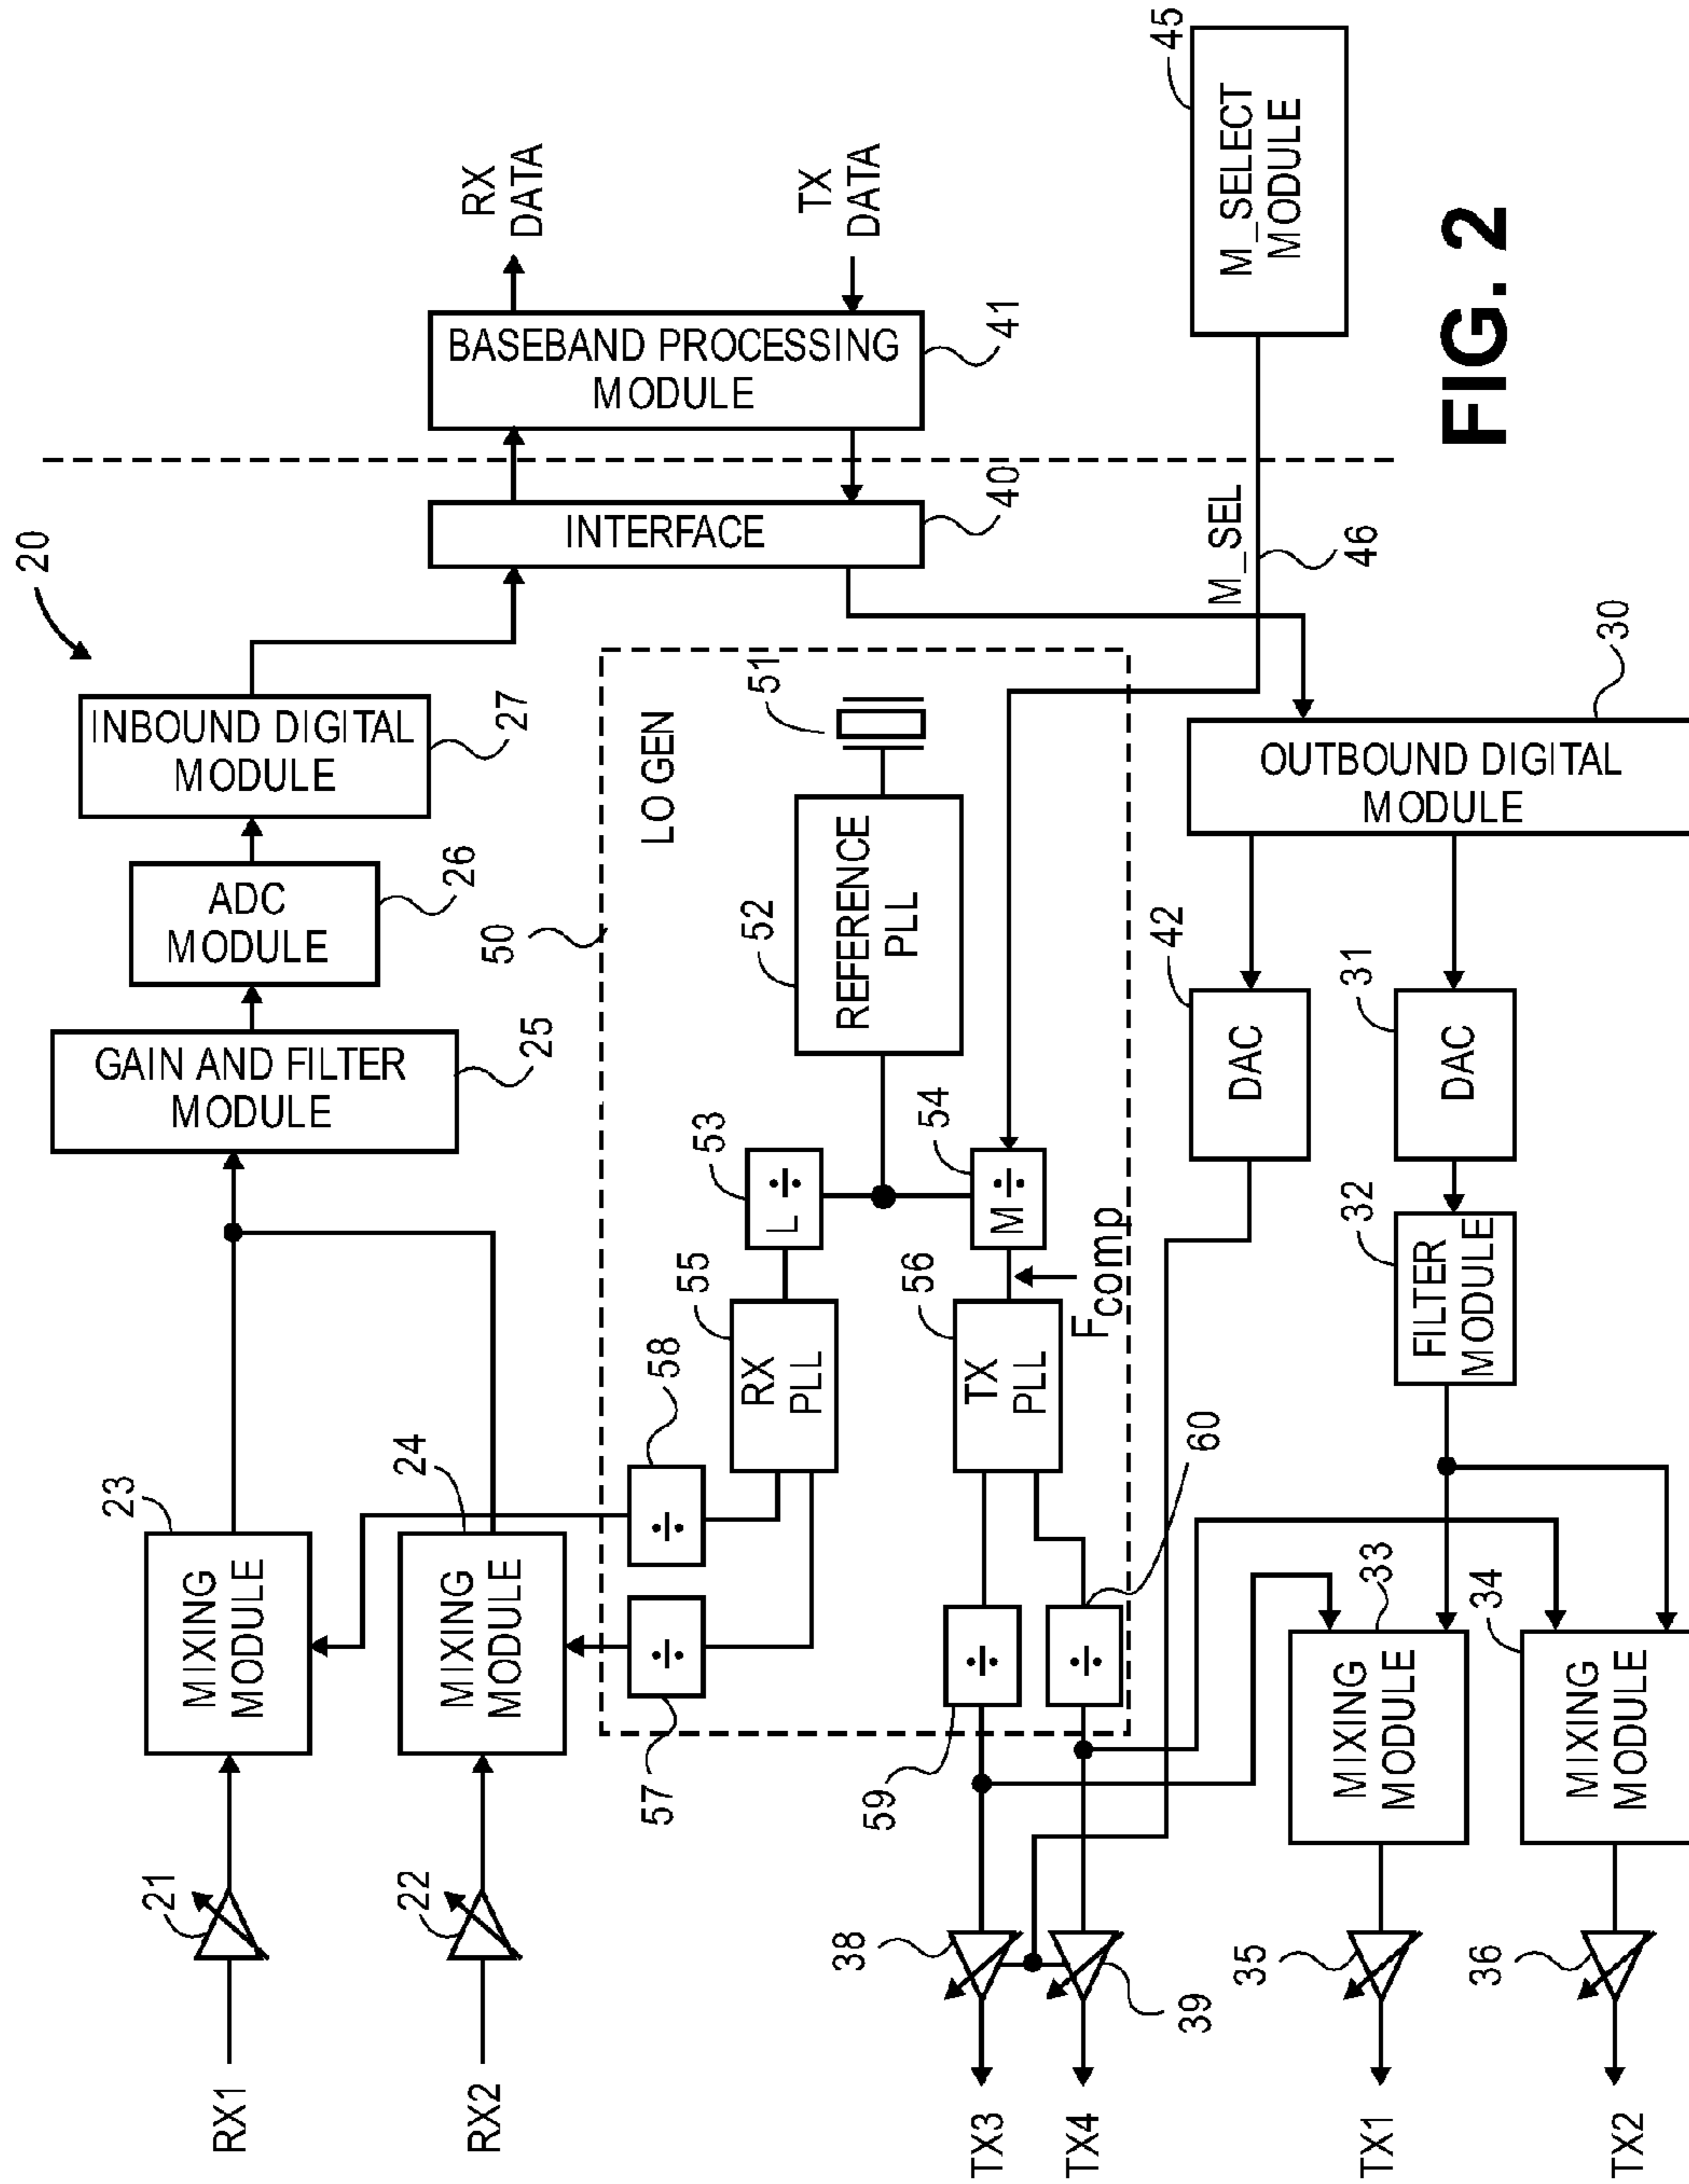 20
RX1
21
23
MIXING
MODULE
RX2
22
24
MIXING
MODULE
GAIN AND FILTER
MODULE
25
ADC
MODULE
26
INBOUND DIGITAL
MODULE
27
INTERFACE
40
BASEBAND PROCESSING
MODULE
41
RX
DATA
TX
DATA
50
LO GEN
57
÷
58
÷
55
RX
PLL
53
L ÷
52
REFERENCE
PLL
51
59
÷
60
÷
56
TX
PLL
54
M ÷
Fcomp
TX3
38
TX4
39
M_SEL
46
M_SELECT
MODULE
45
42
DAC
OUTBOUND DIGITAL
MODULE
30
31
DAC
32
FILTER
MODULE
TX1
35
MIXING
MODULE
33
TX2
36
MIXING
MODULE
34
FIG. 2